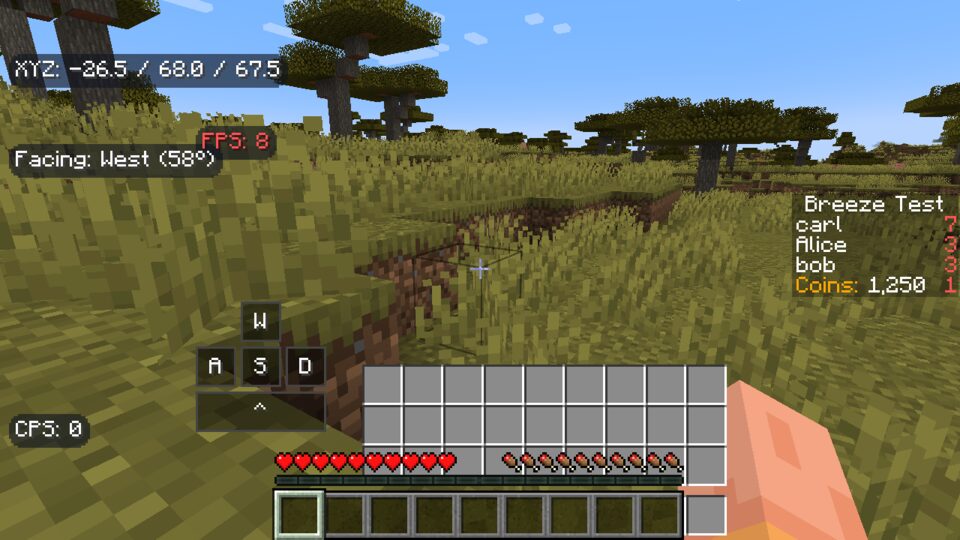 XYZ: -26.5 / 68.0 / 67.5
FPS: 8
Facing: West (58º)
Breeze Test
carl 7
Alice 3
bob 3
Coins: 1,250 1
W
A S D
^
CPS: 0